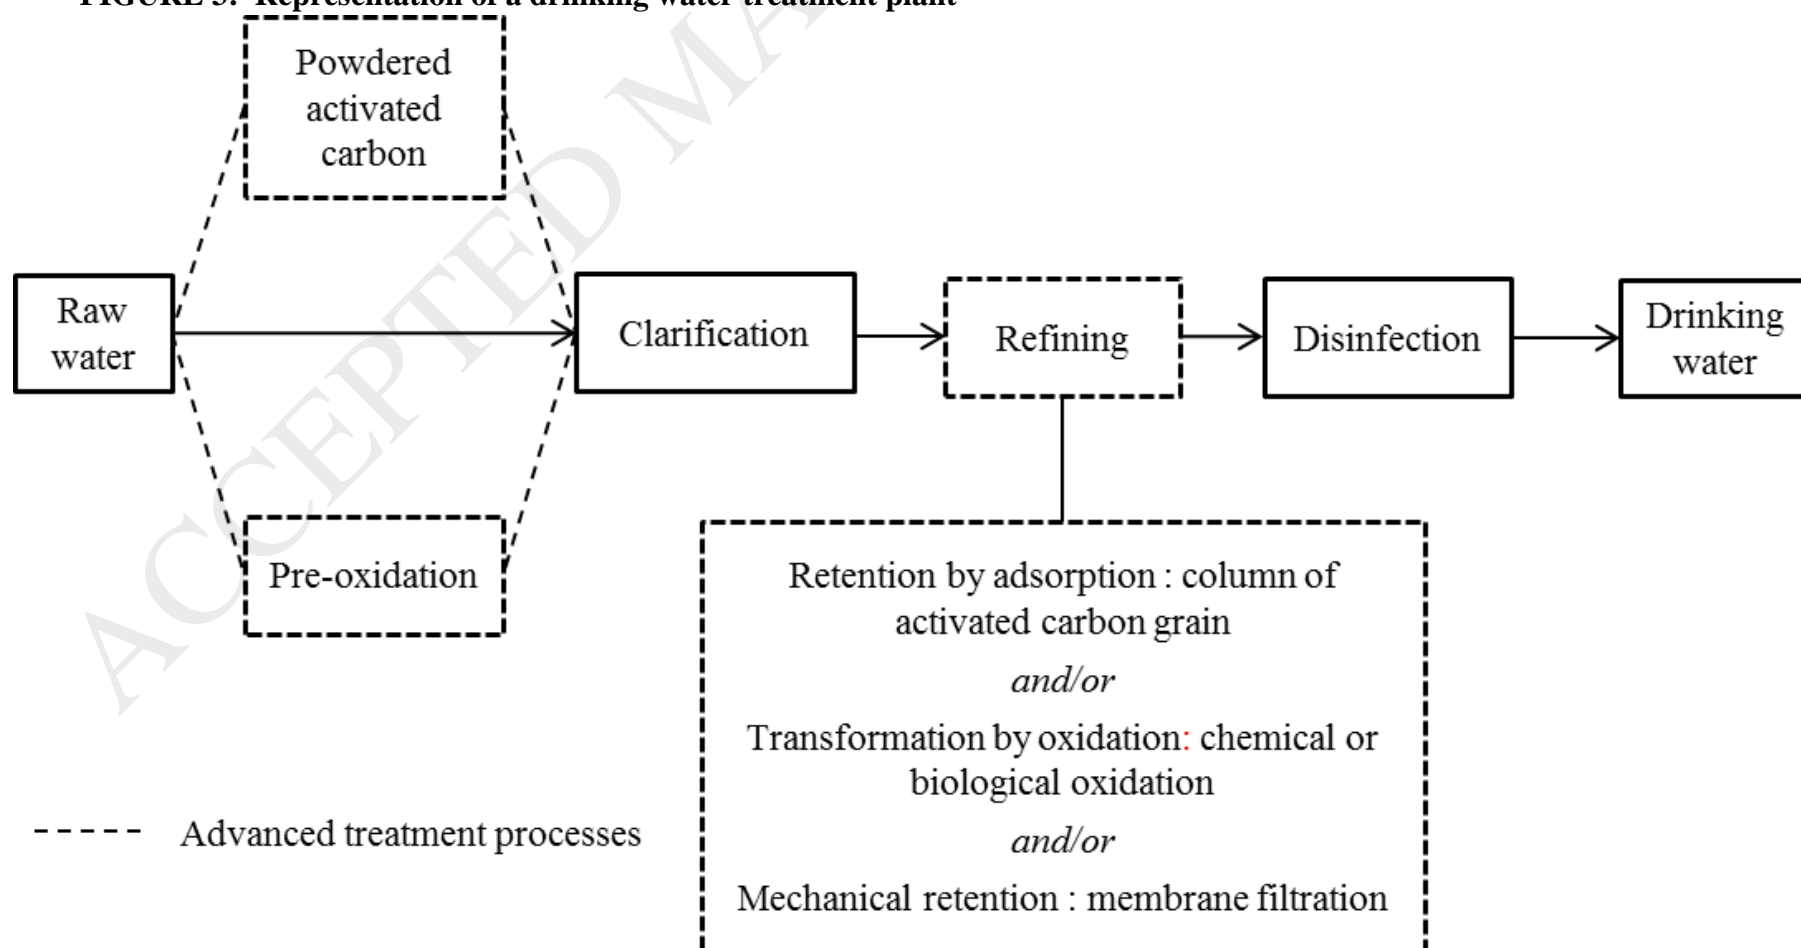 FIGURE 3: Representation of a drinking water treatment plant
Powdered
activated
carbon
Raw
water
Clarification
Refining
Disinfection
Drinking
water
Pre-oxidation
Retention by adsorption : column of
activated carbon grain
and/or
Transformation by oxidation: chemical or
biological oxidation
and/or
Mechanical retention : membrane filtration
Advanced treatment processes
ACCEPTED MA